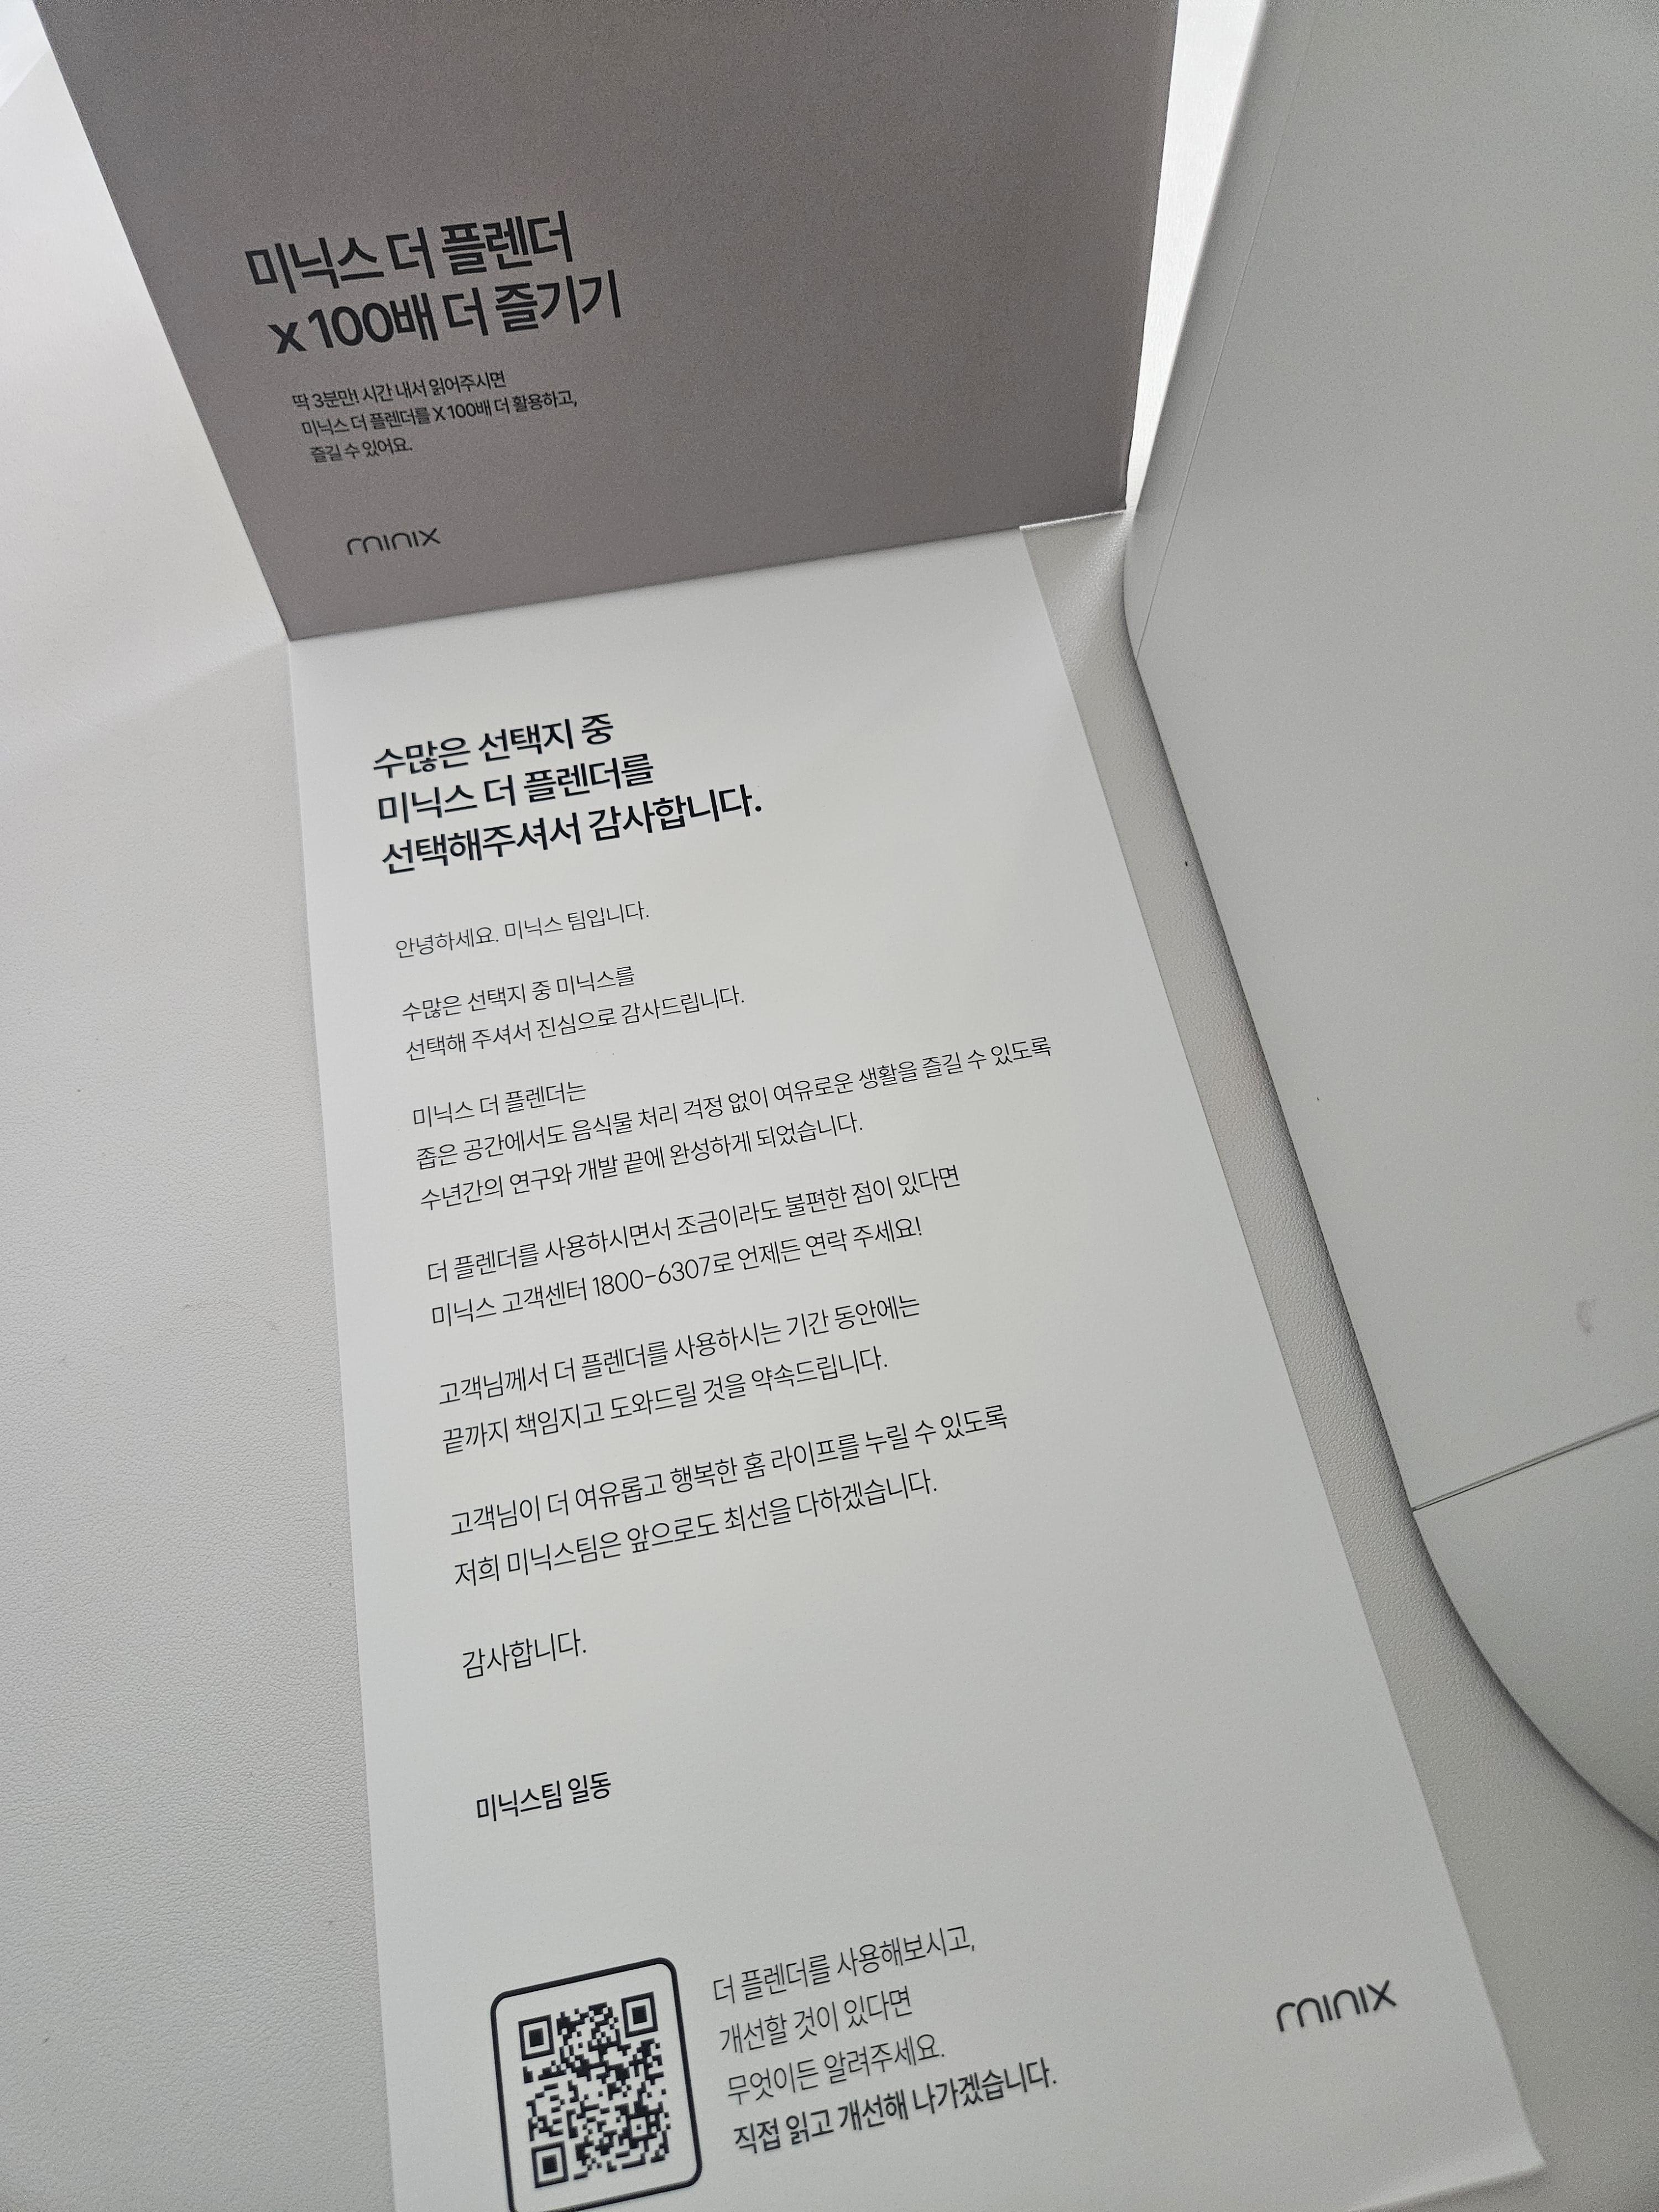 미닉스 더 플렌더
x 100배 더 즐기기
딱 3분만! 시간 내서 읽어주시면
미닉스 더 플렌더를 X 100배 더 활용하고,
즐길 수 있어요.
minix
수많은 선택지 중
미닉스 더 플렌더를
선택해주셔서 감사합니다.
안녕하세요. 미닉스 팀입니다.
수많은 선택지 중 미닉스를
선택해 주셔서 진심으로 감사드립니다.
미닉스 더 플렌더는
좁은 공간에서도 음식물 처리 걱정 없이 여유로운 생활을 즐길 수 있도록
수년간의 연구와 개발 끝에 완성하게 되었습니다.
더 플렌더를 사용하시면서 조금이라도 불편한 점이 있다면
미닉스 고객센터 1800-6307로 언제든 연락 주세요!
고객님께서 더 플렌더를 사용하시는 기간 동안에는
끝까지 책임지고 도와드릴 것을 약속드립니다.
고객님이 더 여유롭고 행복한 홈 라이프를 누릴 수 있도록
저희 미닉스팀은 앞으로도 최선을 다하겠습니다.
감사합니다.
미닉스팀 일동
더 플렌더를 사용해보시고,
개선할 것이 있다면
무엇이든 알려주세요.
직접 읽고 개선해 나가겠습니다.
minix